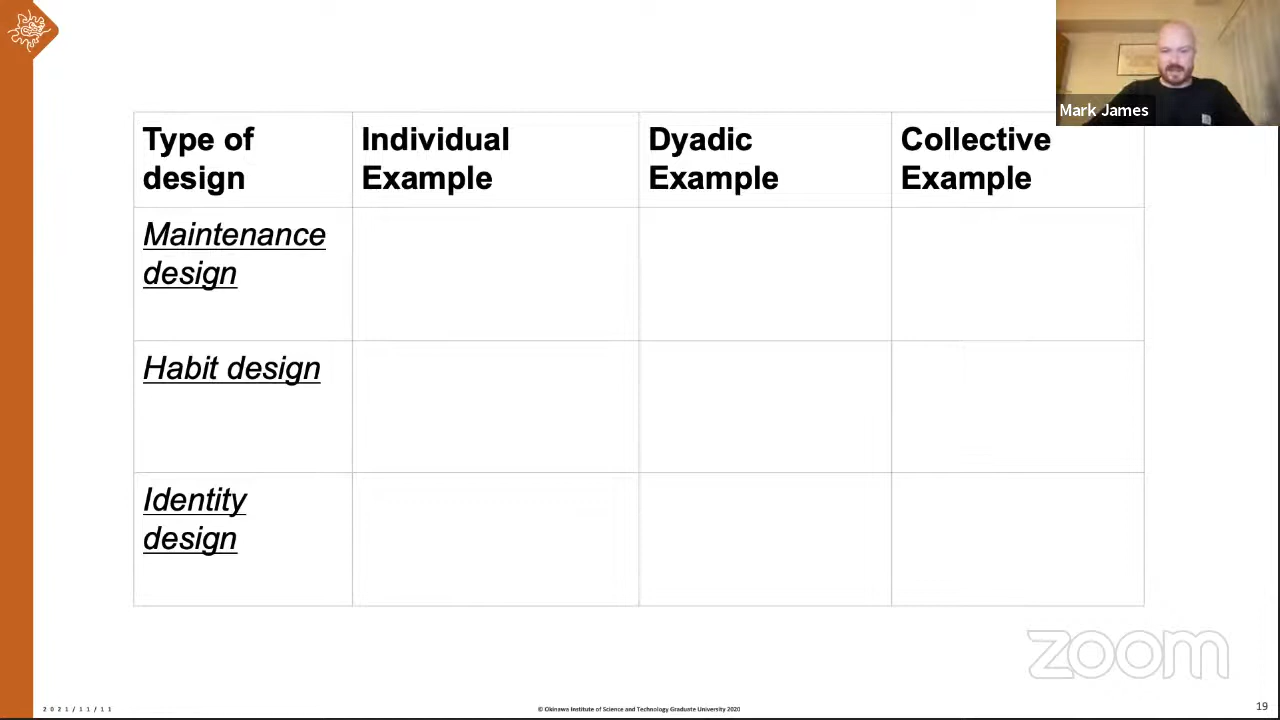 Mark James
Type of
design
Individual
Example
Dyadic
Example
Collective
Example
Maintenance
design
Habit design
Identity
design
zoom
2021/11/11
© Okinawa Institute of Science and Technology Graduate University 2020
19